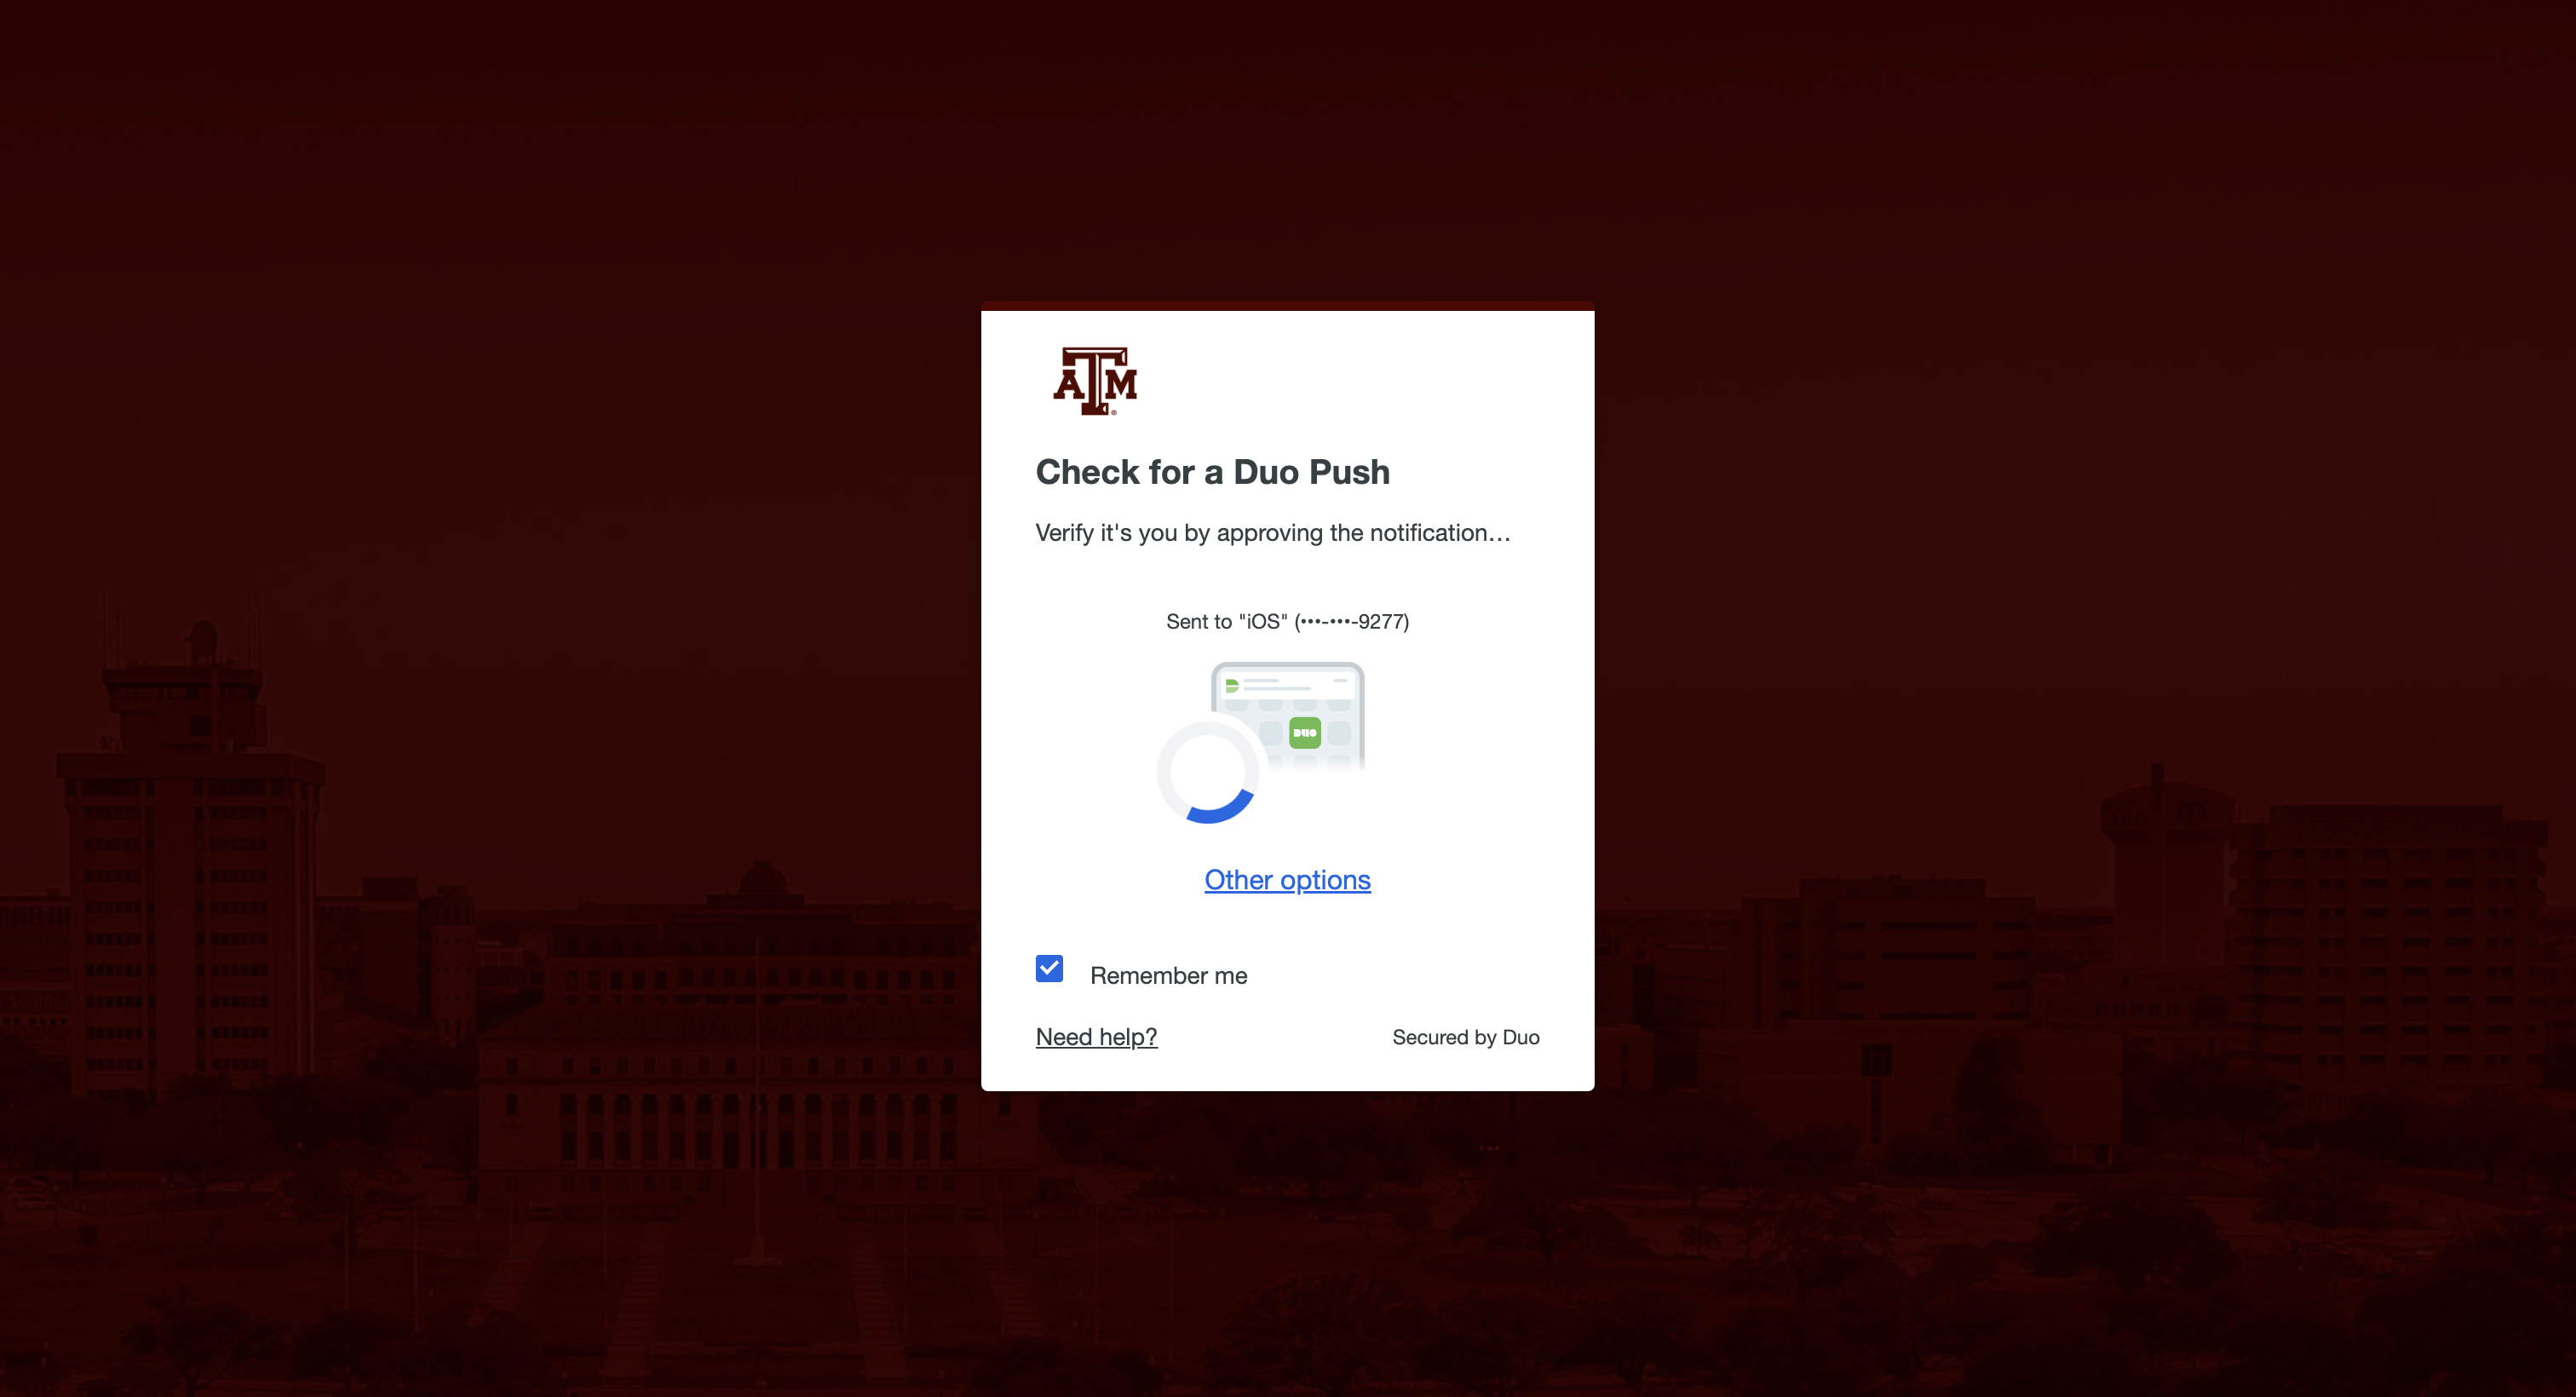 ATM
Check for a Duo Push
Verify it's you by approving the notification...
Sent to "iOS" (•••-•••-9277)
DUO
Other options
Remember me
Need help?
Secured by Duo